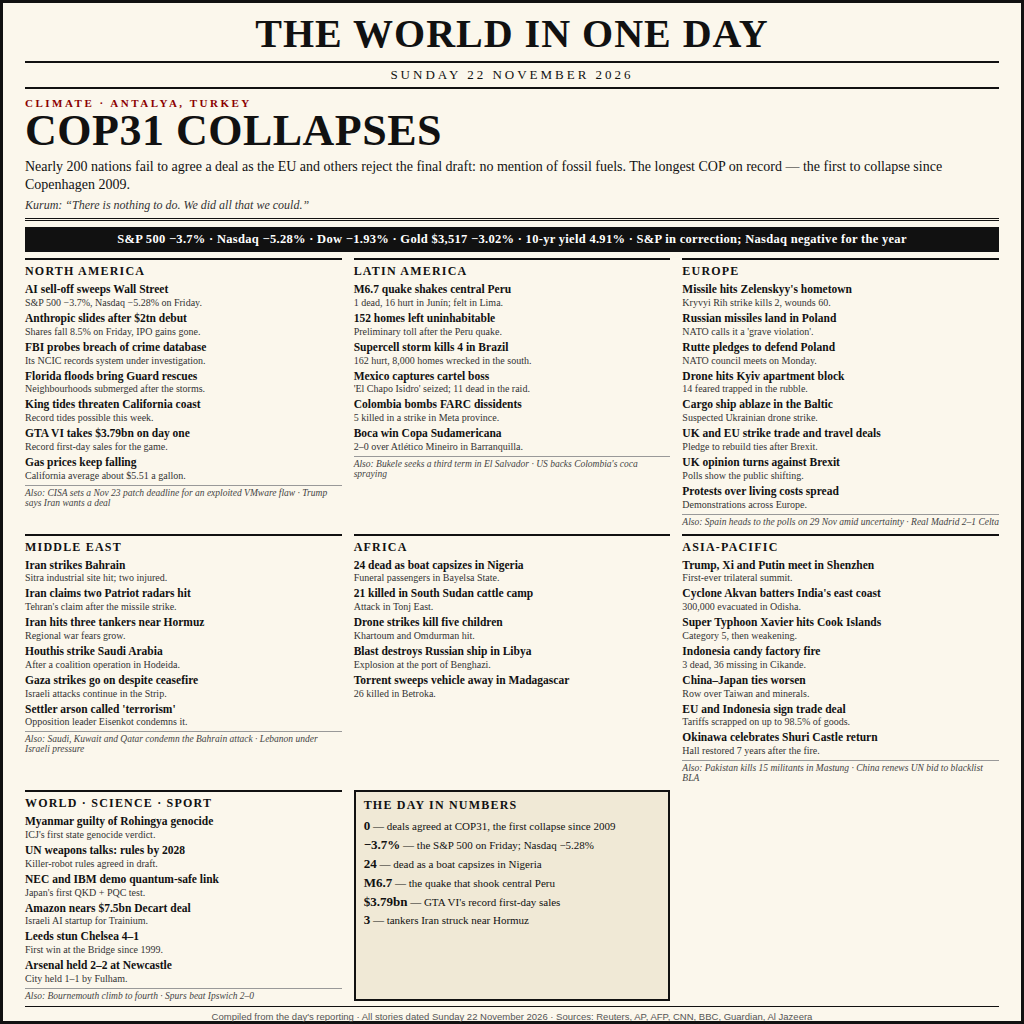 THE WORLD IN ONE DAY
SUNDAY 22 NOVEMBER 2026
CLIMATE · ANTALYA, TURKEY
COP31 COLLAPSES
Nearly 200 nations fail to agree a deal as the EU and others reject the final draft: no mention of fossil fuels. The longest COP on record — the first to collapse since
Copenhagen 2009.
Kurum: “There is nothing to do. We did all that we could.”
S&P 500 −3.7% · Nasdaq −5.28% · Dow −1.93% · Gold $3,517 −3.02% · 10-yr yield 4.91% · S&P in correction; Nasdaq negative for the year
NORTH AMERICA
AI sell-off sweeps Wall Street
S&P 500 −3.7%, Nasdaq −5.28% on Friday.
Anthropic slides after $2tn debut
Shares fall 8.5% on Friday, IPO gains gone.
FBI probes breach of crime database
Its NCIC records system under investigation.
Florida floods bring Guard rescues
Neighbourhoods submerged after the storms.
King tides threaten California coast
Record tides possible this week.
GTA VI takes $3.79bn on day one
Record first-day sales for the game.
Gas prices keep falling
California average about $5.51 a gallon.
Also: CISA sets a Nov 23 patch deadline for an exploited VMware flaw · Trump
says Iran wants a deal
LATIN AMERICA
M6.7 quake shakes central Peru
1 dead, 16 hurt in Junín; felt in Lima.
152 homes left uninhabitable
Preliminary toll after the Peru quake.
Supercell storm kills 4 in Brazil
162 hurt, 8,000 homes wrecked in the south.
Mexico captures cartel boss
'El Chapo Isidro' seized; 11 dead in the raid.
Colombia bombs FARC dissidents
5 killed in a strike in Meta province.
Boca win Copa Sudamericana
2–0 over Atlético Mineiro in Barranquilla.
Also: Bukele seeks a third term in El Salvador · US backs Colombia's coca
spraying
EUROPE
Missile hits Zelenskyy's hometown
Kryvyi Rih strike kills 2, wounds 60.
Russian missiles land in Poland
NATO calls it a 'grave violation'.
Rutte pledges to defend Poland
NATO council meets on Monday.
Drone hits Kyiv apartment block
14 feared trapped in the rubble.
Cargo ship ablaze in the Baltic
Suspected Ukrainian drone strike.
UK and EU strike trade and travel deals
Pledge to rebuild ties after Brexit.
UK opinion turns against Brexit
Polls show the public shifting.
Protests over living costs spread
Demonstrations across Europe.
Also: Spain heads to the polls on 29 Nov amid uncertainty · Real Madrid 2–1 Celta
MIDDLE EAST
Iran strikes Bahrain
Sitra industrial site hit; two injured.
Iran claims two Patriot radars hit
Tehran's claim after the missile strike.
Iran hits three tankers near Hormuz
Regional war fears grow.
Houthis strike Saudi Arabia
After a coalition operation in Hodeida.
Gaza strikes go on despite ceasefire
Israeli attacks continue in the Strip.
Settler arson called 'terrorism'
Opposition leader Eisenkot condemns it.
Also: Saudi, Kuwait and Qatar condemn the Bahrain attack · Lebanon under
Israeli pressure
AFRICA
24 dead as boat capsizes in Nigeria
Funeral passengers in Bayelsa State.
21 killed in South Sudan cattle camp
Attack in Tonj East.
Drone strikes kill five children
Khartoum and Omdurman hit.
Blast destroys Russian ship in Libya
Explosion at the port of Benghazi.
Torrent sweeps vehicle away in Madagascar
26 killed in Betroka.
ASIA-PACIFIC
Trump, Xi and Putin meet in Shenzhen
First-ever trilateral summit.
Cyclone Akvan batters India's east coast
300,000 evacuated in Odisha.
Super Typhoon Xavier hits Cook Islands
Category 5, then weakening.
Indonesia candy factory fire
3 dead, 36 missing in Cikande.
China–Japan ties worsen
Row over Taiwan and minerals.
EU and Indonesia sign trade deal
Tariffs scrapped on up to 98.5% of goods.
Okinawa celebrates Shuri Castle return
Hall restored 7 years after the fire.
Also: Pakistan kills 15 militants in Mastung · China renews UN bid to blacklist
BLA
WORLD · SCIENCE · SPORT
Myanmar guilty of Rohingya genocide
ICJ's first state genocide verdict.
UN weapons talks: rules by 2028
Killer-robot rules agreed in draft.
NEC and IBM demo quantum-safe link
Japan's first QKD + PQC test.
Amazon nears $7.5bn Decart deal
Israeli AI startup for Trainium.
Leeds stun Chelsea 4–1
First win at the Bridge since 1999.
Arsenal held 2–2 at Newcastle
City held 1–1 by Fulham.
Also: Bournemouth climb to fourth · Spurs beat Ipswich 2–0
THE DAY IN NUMBERS
0 — deals agreed at COP31, the first collapse since 2009
−3.7% — the S&P 500 on Friday; Nasdaq −5.28%
24 — dead as a boat capsizes in Nigeria
M6.7 — the quake that shook central Peru
$3.79bn — GTA VI's record first-day sales
3 — tankers Iran struck near Hormuz
Compiled from the day's reporting · All stories dated Sunday 22 November 2026 · Sources: Reuters, AP, AFP, CNN, BBC, Guardian, Al Jazeera